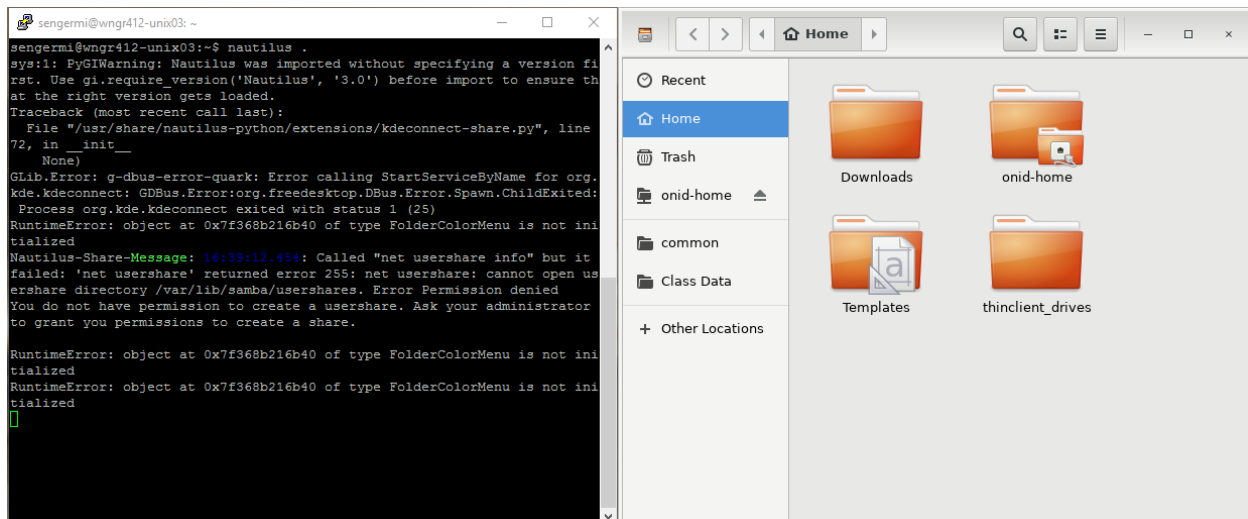 sengermi@wngr412-unix03: ~
sengermi@wngr412-unix03:~$ nautilus .
sys:1: PyGIWarning: Nautilus was imported without specifying a version fi
rst. Use gi.require_version('Nautilus', '3.0') before import to ensure th
at the right version gets loaded.
Traceback (most recent call last):
  File "/usr/share/nautilus-python/extensions/kdeconnect-share.py", line
72, in __init__
    None)
GLib.Error: g-dbus-error-quark: Error calling StartServiceByName for org.
kde.kdeconnect: GDBus.Error:org.freedesktop.DBus.Error.Spawn.ChildExited:
 Process org.kde.kdeconnect exited with status 1 (25)
RuntimeError: object at 0x7f368b216b40 of type FolderColorMenu is not ini
tialized
Nautilus-Share-Message: 16:39:12.454: Called "net usershare info" but it
failed: 'net usershare' returned error 255: net usershare: cannot open us
ershare directory /var/lib/samba/usershares. Error Permission denied
You do not have permission to create a usershare. Ask your administrator
to grant you permissions to create a share.
RuntimeError: object at 0x7f368b216b40 of type FolderColorMenu is not ini
tialized
RuntimeError: object at 0x7f368b216b40 of type FolderColorMenu is not ini
tialized
Home
Recent
Home
Trash
onid-home
common
Class Data
+ Other Locations
Downloads
onid-home
Templates
thinclient_drives